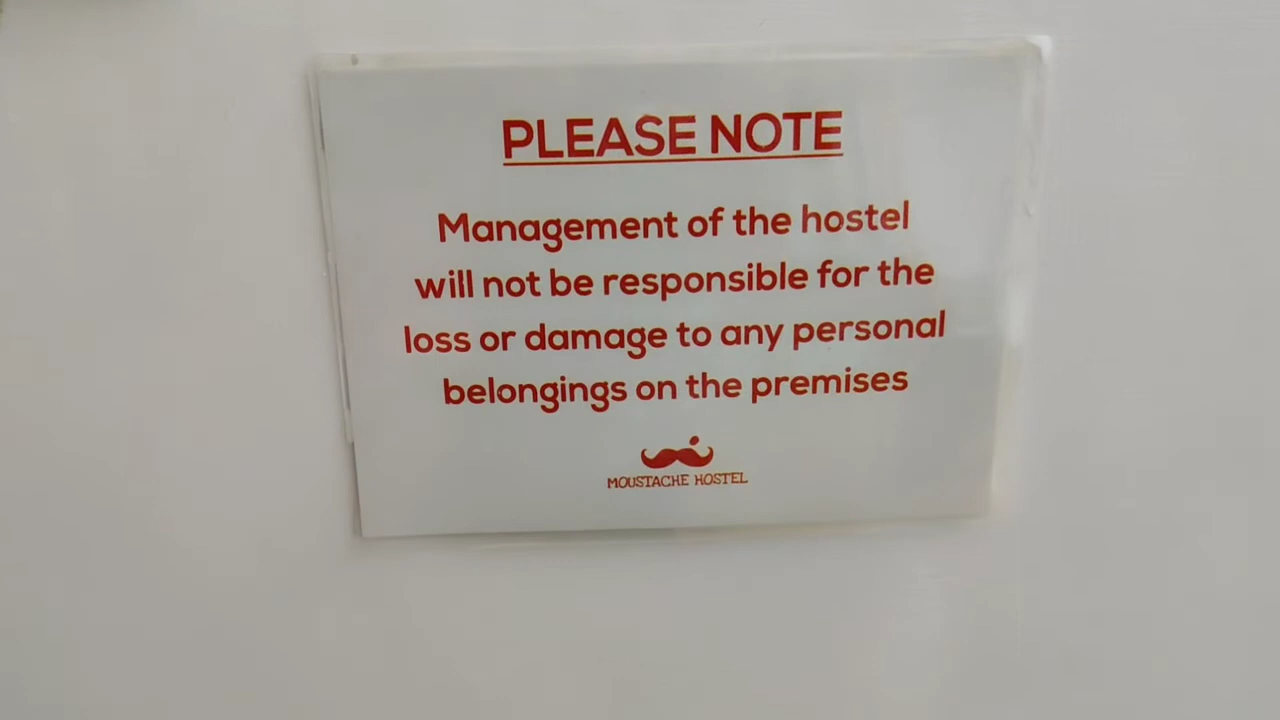 PLEASE NOTE
Management of the hostel
will not be responsible for the
loss or damage to any personal
belongings on the premises
MOUSTACHE HOSTEL